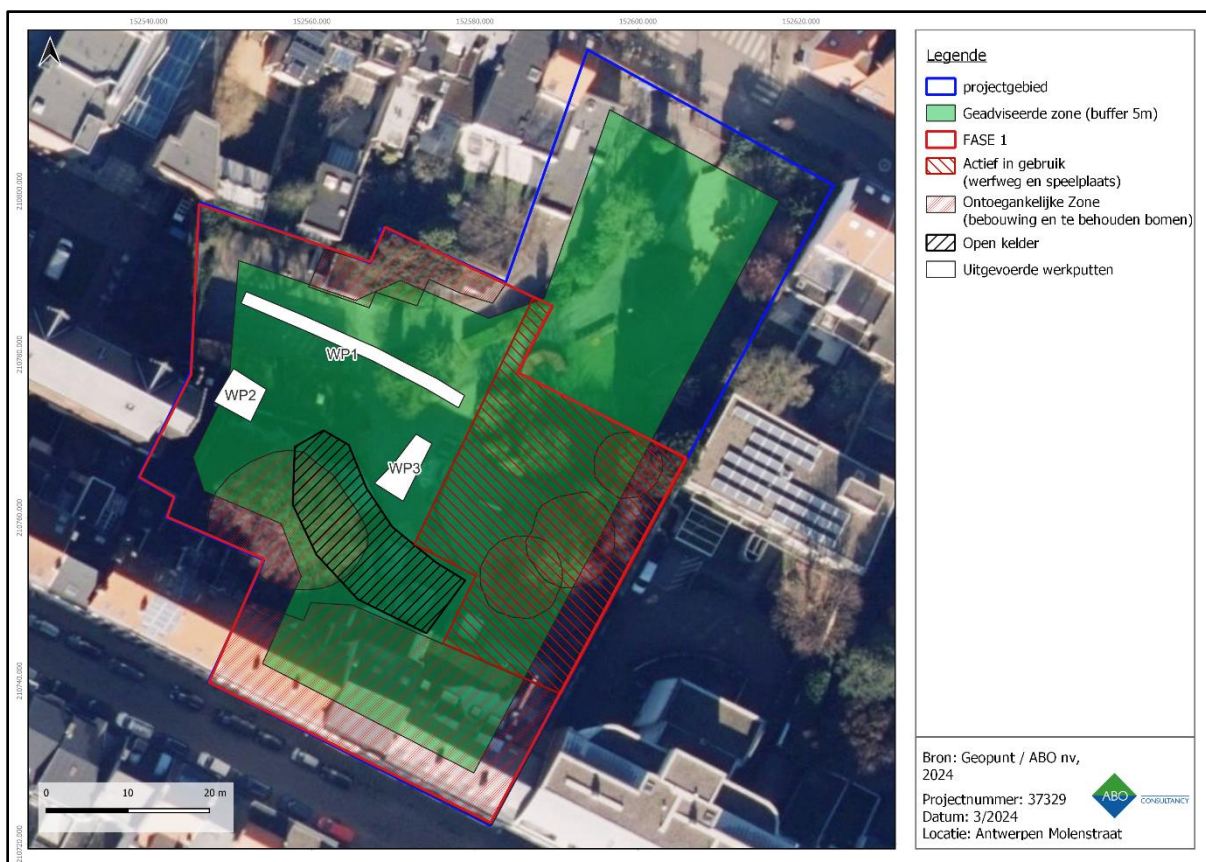 152540.000 152560.000 152580.000 152600.000 152620.000
210800.000
210780.000
210760.000
210740.000
210720.000
WP1
WP2
WP3
0 10 20 m
Legende
projectgebied
Geadviseerde zone (buffer 5m)
FASE 1
Actief in gebruik
(werfweg en speelplaats)
Ontoegankelijke Zone
(bebouwing en te behouden bomen)
Open kelder
Uitgevoerde werkputten
Bron: Geopunt / ABO nv,
2024
Projectnummer: 37329
Datum: 3/2024
Locatie: Antwerpen Molenstraat
ABO CONSULTANCY